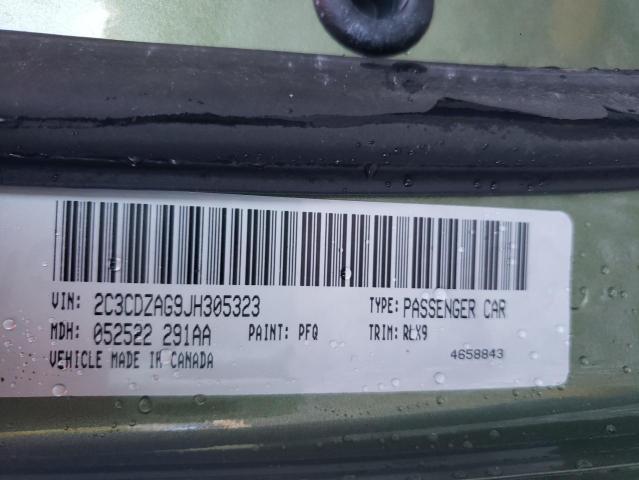 VIN: 2C3CDZAG9JH305323 TYPE: PASSENGER CAR
MDH: 052522 291AA PAINT: PFQ TRIM: RLX9
VEHICLE MADE IN CANADA 4658843